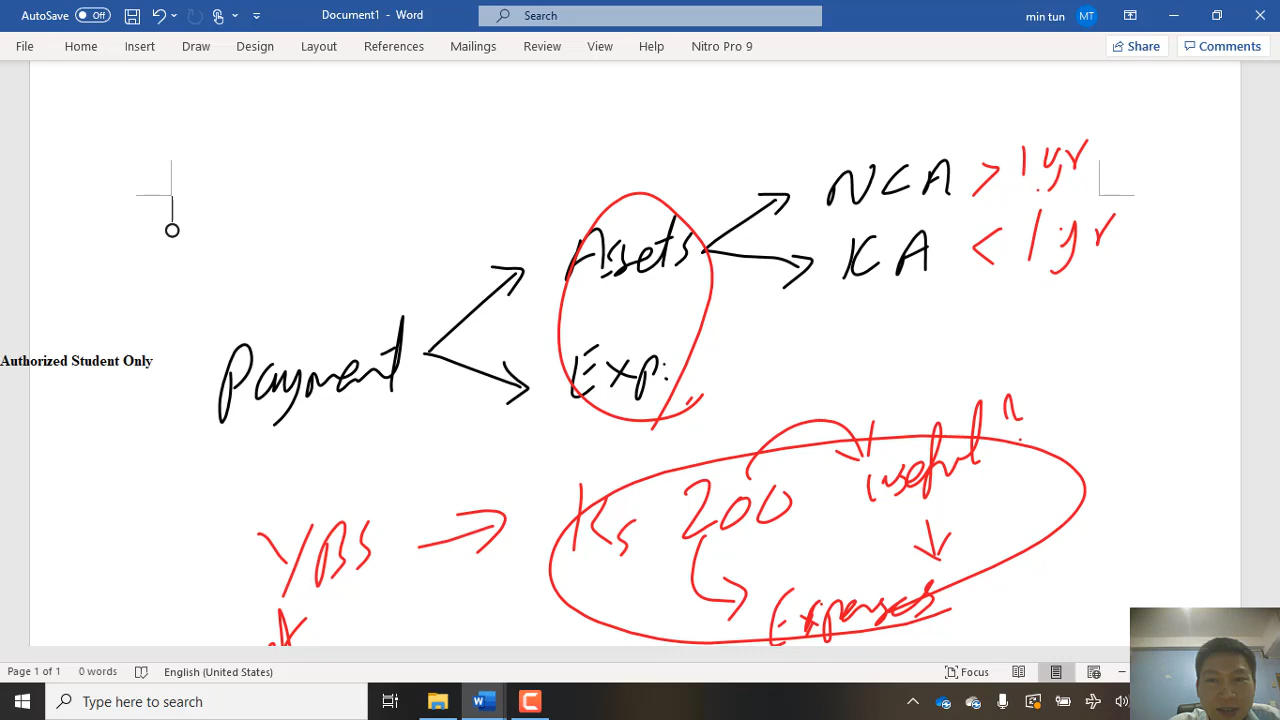 AutoSave Off
Document1 - Word
Search
min tun MT
File Home Insert Draw Design Layout References Mailings Review View Help Nitro Pro 9 Share Comments
NCA > 1 yr
Assets
CA < 1 yr
Payment
Authorized Student Only
Exp:
useful ?
Ks 200
YBS
Expenses
Page 1 of 1 0 words English (United States) Focus
Type here to search